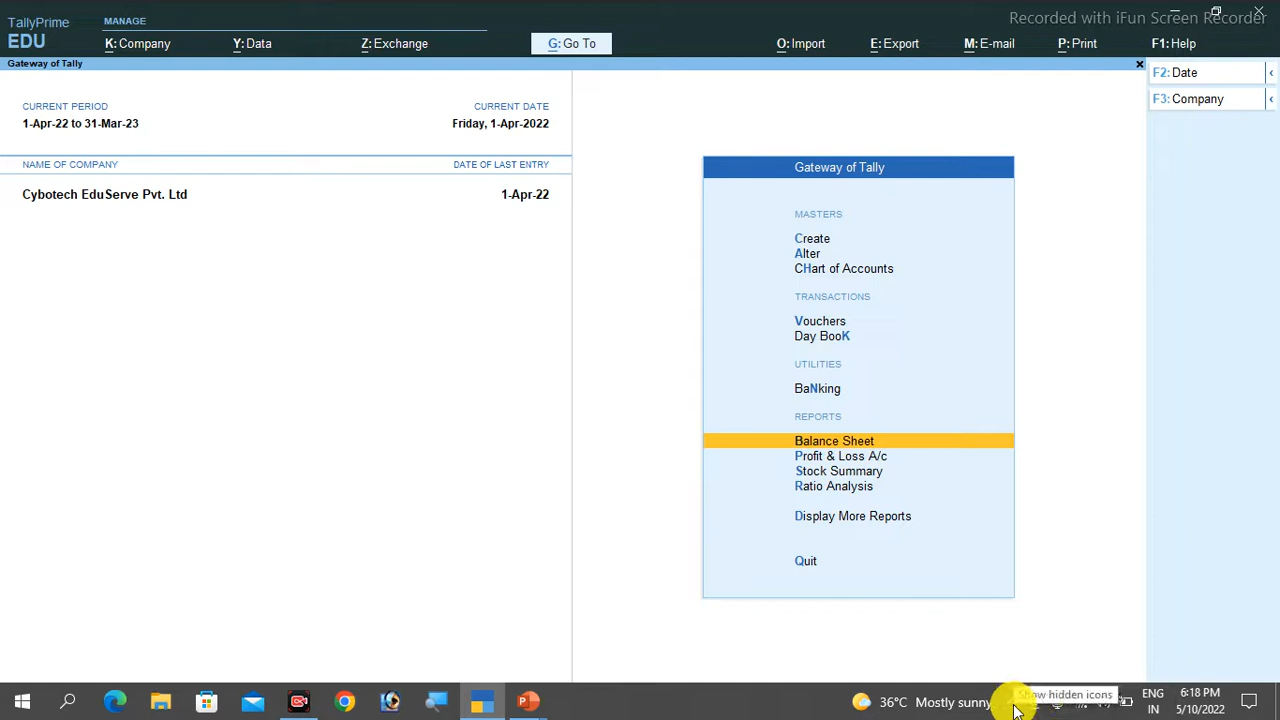 Recorded with iFun Screen Recorder
TallyPrime
EDU
MANAGE
K: Company
Y: Data
Z: Exchange
G: Go To
O: Import
E: Export
M: E-mail
P: Print
F1: Help
Gateway of Tally
F2: Date
F3: Company
CURRENT PERIOD
CURRENT DATE
1-Apr-22 to 31-Mar-23
Friday, 1-Apr-2022
NAME OF COMPANY
DATE OF LAST ENTRY
Cybotech EduServe Pvt. Ltd
1-Apr-22
Gateway of Tally
MASTERS
Create
Alter
CHart of Accounts
TRANSACTIONS
Vouchers
Day BooK
UTILITIES
BaNking
REPORTS
Balance Sheet
Profit & Loss A/c
Stock Summary
Ratio Analysis
Display More Reports
Quit
36°C Mostly sunny
Show hidden icons
ENG
IN
6:18 PM
5/10/2022